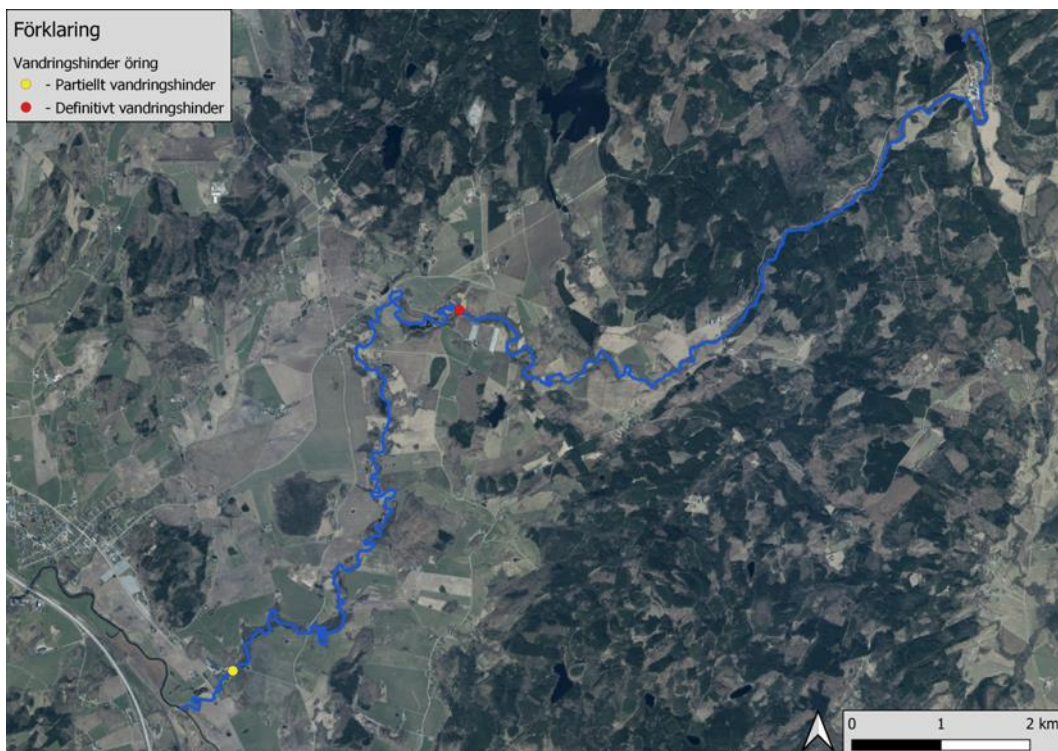 Förklaring
Vandringshinder öring
- Partiellt vandringshinder
- Definitivt vandringshinder
0 1 2 km